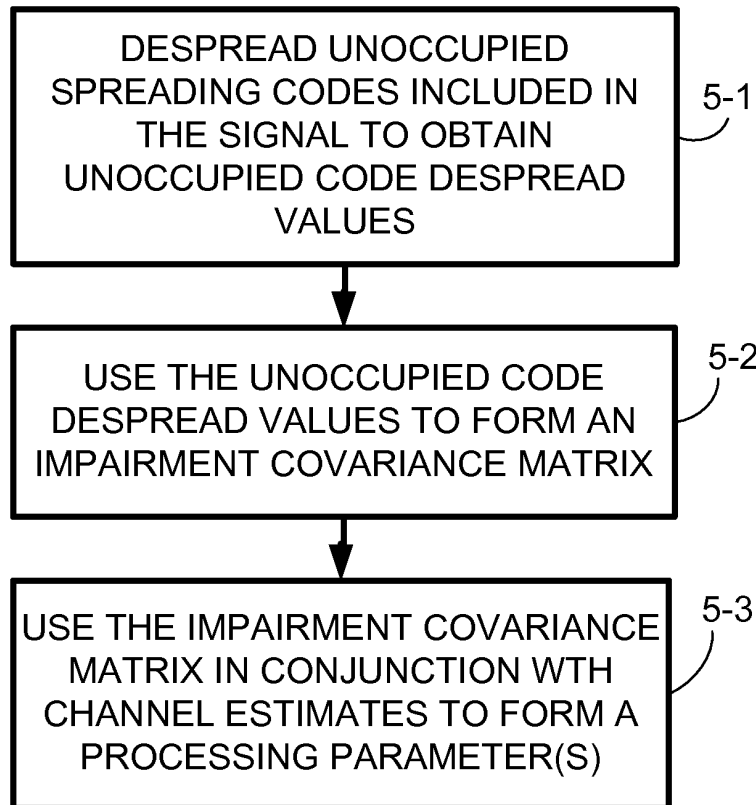 DESPREAD UNOCCUPIED
SPREADING CODES INCLUDED IN
THE SIGNAL TO OBTAIN
UNOCCUPIED CODE DESPREAD
VALUES
5-1
USE THE UNOCCUPIED CODE
DESPREAD VALUES TO FORM AN
IMPAIRMENT COVARIANCE MATRIX
5-2
USE THE IMPAIRMENT COVARIANCE
MATRIX IN CONJUNCTION WTH
CHANNEL ESTIMATES TO FORM A
PROCESSING PARAMETER(S)
5-3